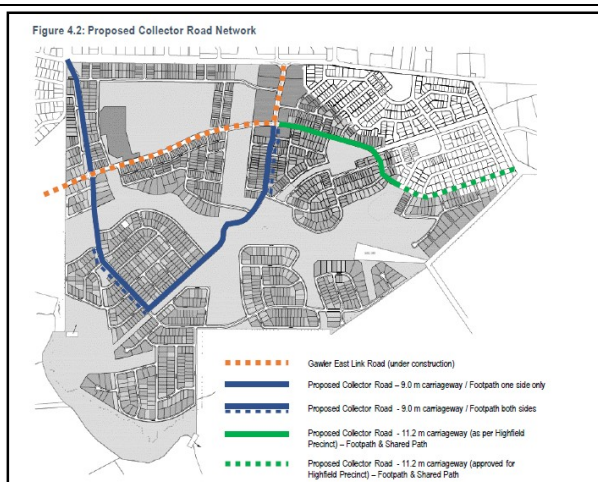 Figure 4.2: Proposed Collector Road Network
Gawler East Link Road (under construction)
Proposed Collector Road – 9.0 m carriageway / Footpath one side only
Proposed Collector Road - 9.0 m carriageway / Footpath both sides
Proposed Collector Road - 11.2 m carriageway (as per Highfield
Precinct) – Footpath & Shared Path
Proposed Collector Road - 11.2 m carriageway (approved for
Highfield Precinct) – Footpath & Shared Path